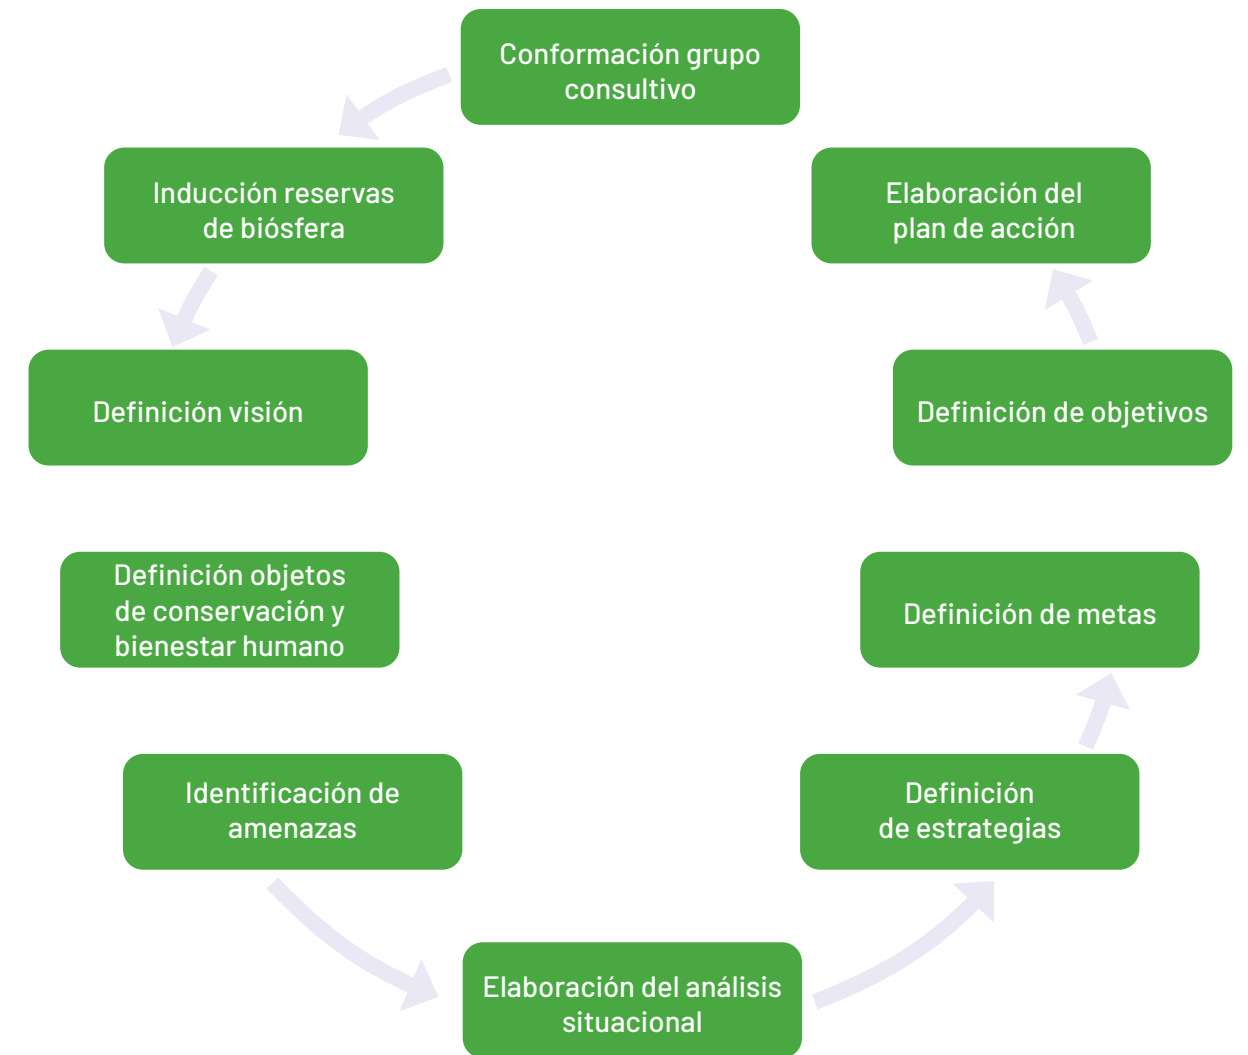 Conformación grupo
consultivo
Inducción reservas
de biósfera
Definición visión
Definición objetos
de conservación y
bienestar humano
Identificación de
amenazas
Elaboración del análisis
situacional
Definición
de estrategias
Definición de metas
Definición de objetivos
Elaboración del
plan de acción